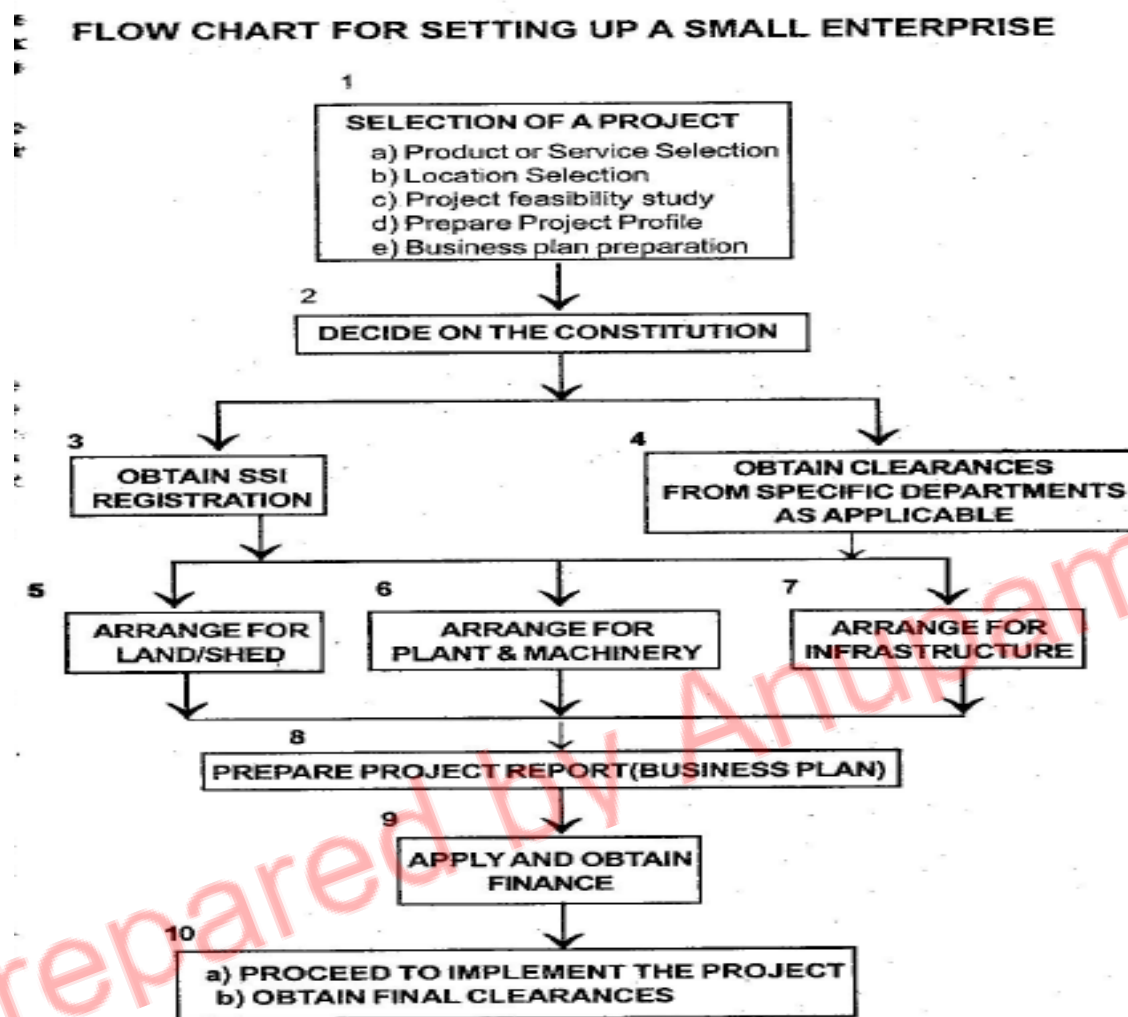 FLOW CHART FOR SETTING UP A SMALL ENTERPRISE
1
SELECTION OF A PROJECT
a) Product or Service Selection
b) Location Selection
c) Project feasibility study
d) Prepare Project Profile
e) Business plan preparation
2
DECIDE ON THE CONSTITUTION
3
OBTAIN SSI
REGISTRATION
4
OBTAIN CLEARANCES
FROM SPECIFIC DEPARTMENTS
AS APPLICABLE
5
ARRANGE FOR
LAND/SHED
6
ARRANGE FOR
PLANT & MACHINERY
7
ARRANGE FOR
INFRASTRUCTURE
8
PREPARE PROJECT REPORT(BUSINESS PLAN)
9
APPLY AND OBTAIN
FINANCE
10
a) PROCEED TO IMPLEMENT THE PROJECT
b) OBTAIN FINAL CLEARANCES
repared by Anupam